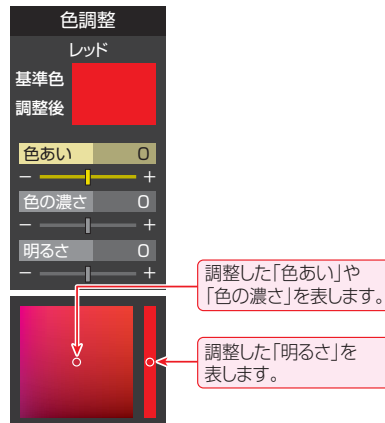 色調整
レッド
基準色
調整後
色あい 0
− +
色の濃さ 0
− +
明るさ 0
− +
調整した「色あい」や
「色の濃さ」を表します。
調整した「明るさ」を
表します。